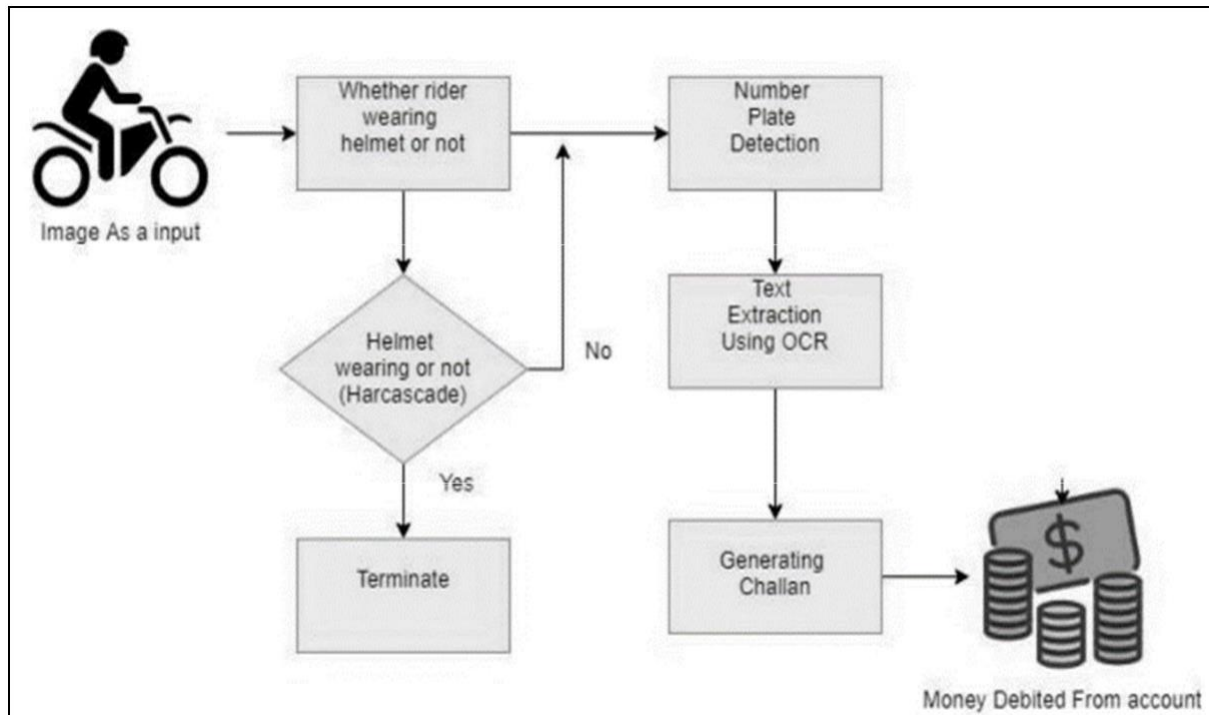 Image As a input
Whether rider
wearing
helmet or not
Helmet
wearing or not
(Harcascade)
No
Yes
Terminate
Number
Plate
Detection
Text
Extraction
Using OCR
Generating
Challan
$
Money Debited From account